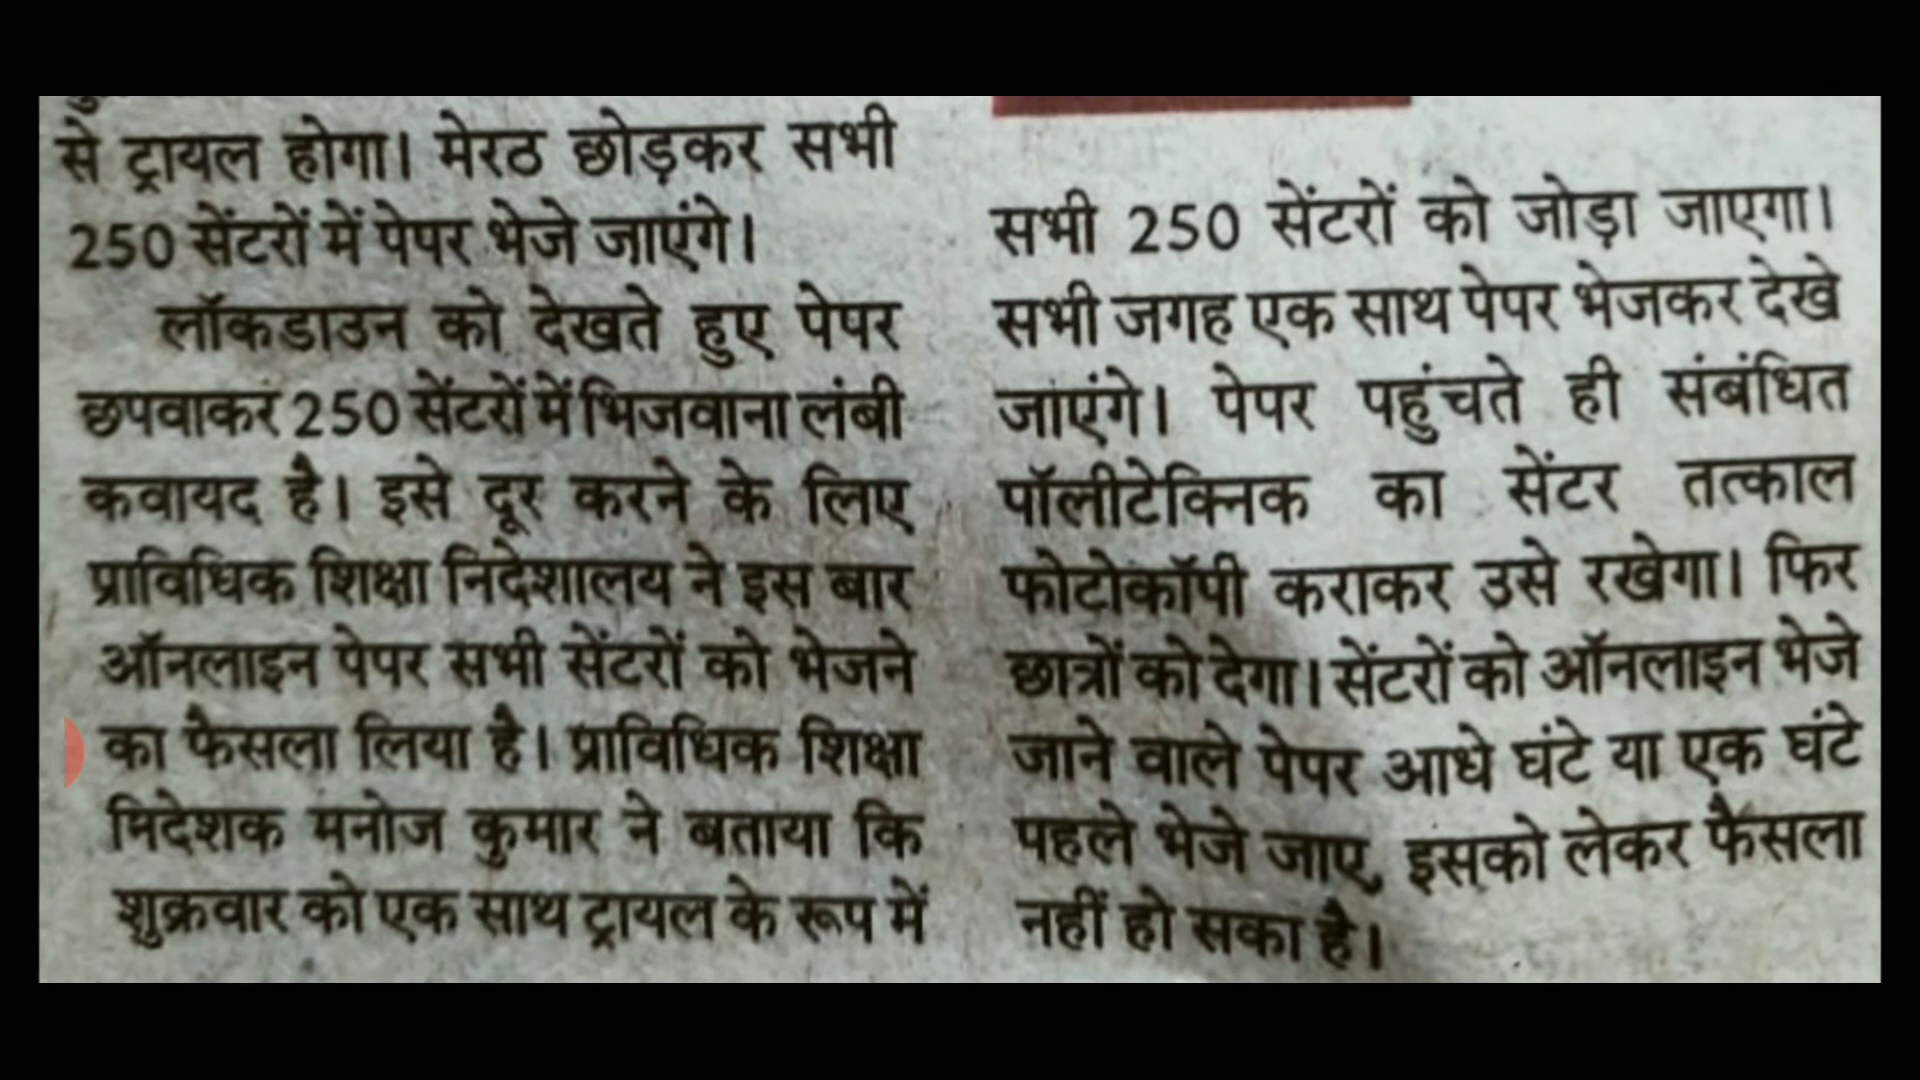 से ट्रायल होगा। मेरठ छोड़कर सभी
250 सेंटरों में पेपर भेजे जाएंगे।
लॉकडाउन को देखते हुए पेपर
छपवाकर 250 सेंटरों में भिजवाना लंबी
कवायद है। इसे दूर करने के लिए
प्राविधिक शिक्षा निदेशालय ने इस बार
ऑनलाइन पेपर सभी सेंटरों को भेजने
का फैसला लिया है। प्राविधिक शिक्षा
निदेशक मनोज कुमार ने बताया कि
शुक्रवार को एक साथ ट्रायल के रूप में
सभी 250 सेंटरों को जोड़ा जाएगा।
सभी जगह एक साथ पेपर भेजकर देखे
जाएंगे। पेपर पहुंचते ही संबंधित
पॉलीटेक्निक का सेंटर तत्काल
फोटोकॉपी कराकर उसे रखेगा। फिर
छात्रों को देगा। सेंटरों को ऑनलाइन भेजे
जाने वाले पेपर आधे घंटे या एक घंटे
पहले भेजे जाए, इसको लेकर फैसला
नहीं हो सका है।